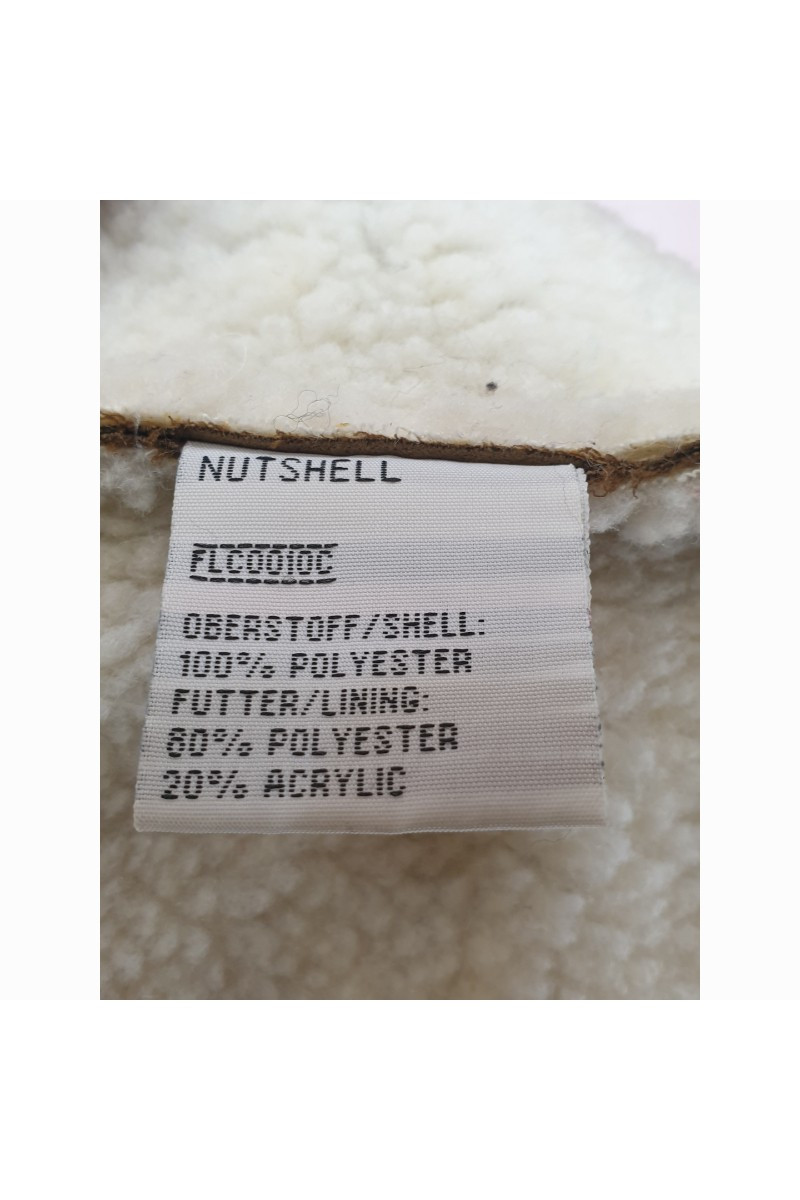 NUTSHELL
FLC0010C
OBERSTOFF/SHELL:
100% POLYESTER
FUTTER/LINING:
80% POLYESTER
20% ACRYLIC